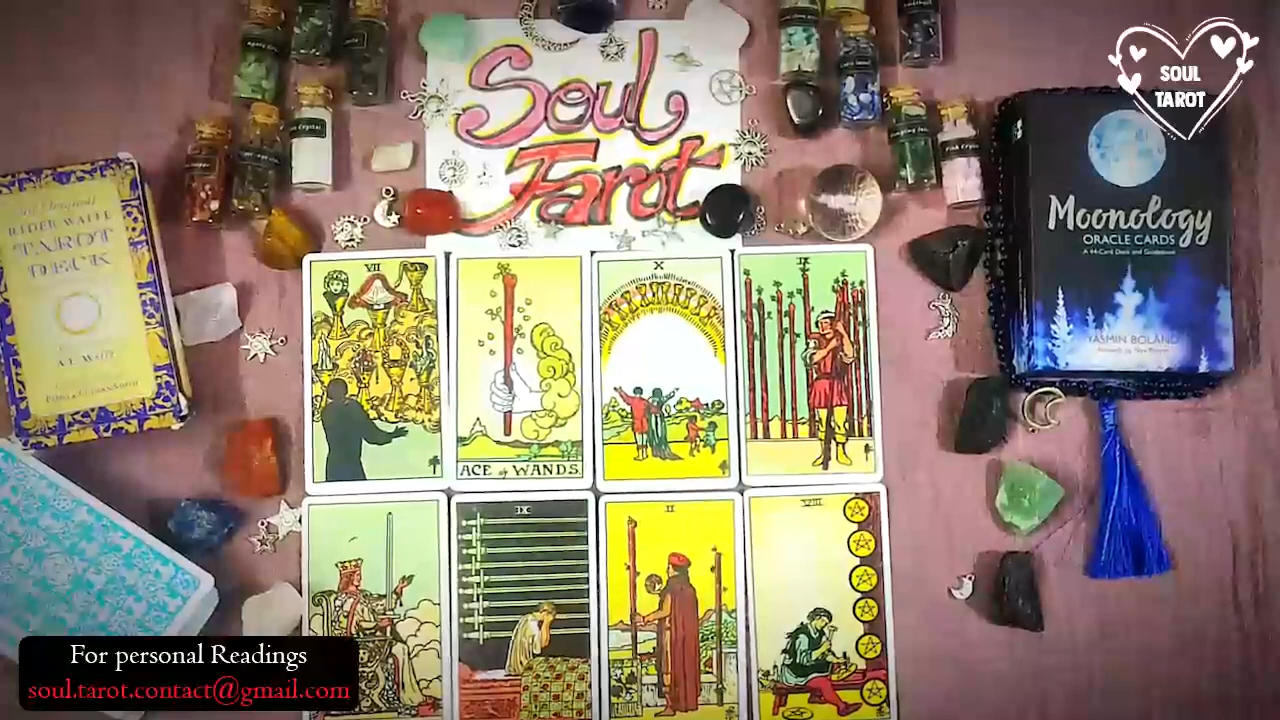 Soul
Tarot
SOUL
TAROT
RIDER WAITE
TAROT
DECK
A.E. WAITE
Moonology
ORACLE CARDS
A 44-Card Deck and Guidebook
YASMIN BOLAND
VII
ACE of WANDS.
X
IX
IX
II
VIII
For personal Readings
soul.tarot.contact@gmail.com